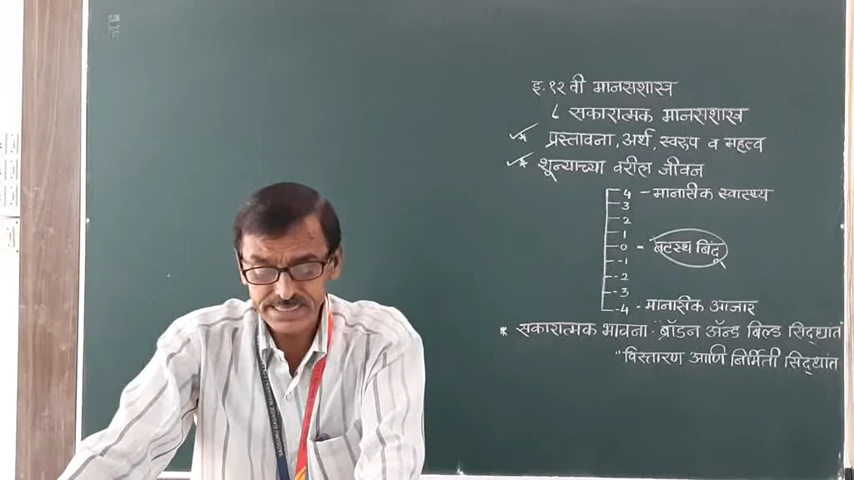 इ. १२ वी मानसशास्त्र
८ सकारात्मक मानसशास्त्र
* प्रस्तावना, अर्थ, स्वरुप व महत्व
* शून्याच्या वरील जीवन
4 - मानसिक स्वास्थ्य
3
2
1
0 - तटस्थ बिंदू
-1
-2
-3
-4 - मानसिक आजार
* सकारात्मक भावना : ब्रॉडन अ‍ॅन्ड बिल्ड सिद्धांत
"विस्तारण आणि निर्मिती सिद्धांत